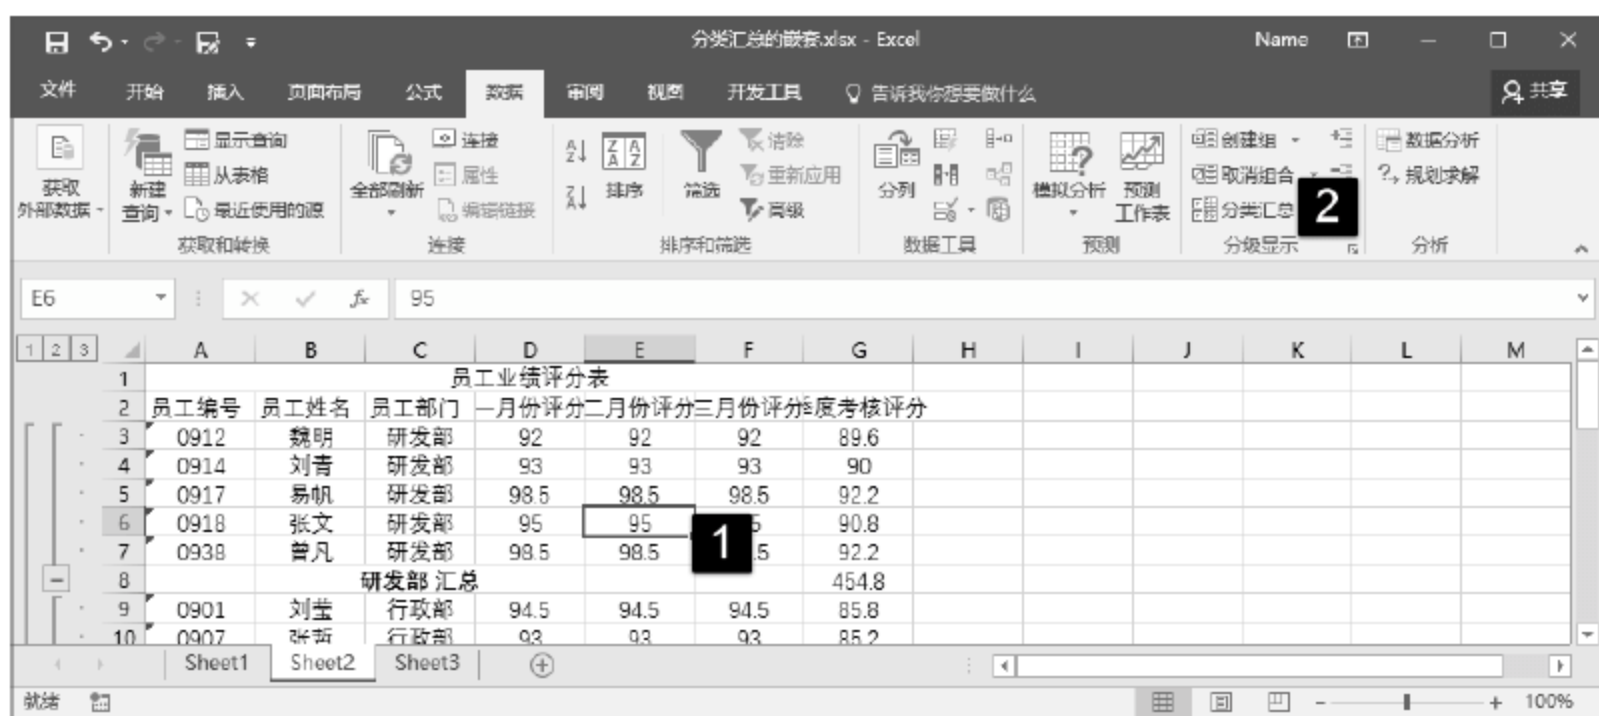 分类汇总的嵌套.xlsx - Excel Name
文件 开始 插入 页面布局 公式 数据 审阅 视图 开发工具 告诉我你想要做什么 共享
获取 外部数据
新建 查询
显示查询
从表格
最近使用的源
获取和转换
全部刷新
连接
属性
编辑链接
连接
排序
筛选
清除
重新应用
高级
排序和筛选
分列
数据工具
模拟分析
预测 工作表
预测
创建组
取消组合
分类汇总
分级显示
2
数据分析
规划求解
分析
E6 95
1 2 3 A B C D E F G H I J K L M
1 员工业绩评分表
2 员工编号 员工姓名 员工部门 一月份评分 二月份评分 三月份评分 度考核评分
3 0912 魏明 研发部 92 92 92 89.6
4 0914 刘青 研发部 93 93 93 90
5 0917 易帆 研发部 98.5 98.5 98.5 92.2
6 0918 张文 研发部 95 95 5 90.8
1
7 0938 曾凡 研发部 98.5 98.5 .5 92.2
8 研发部 汇总 454.8
9 0901 刘莹 行政部 94.5 94.5 94.5 85.8
10 0907 张哲 行政部 93 93 93 85.2
Sheet1 Sheet2 Sheet3
就绪 100%